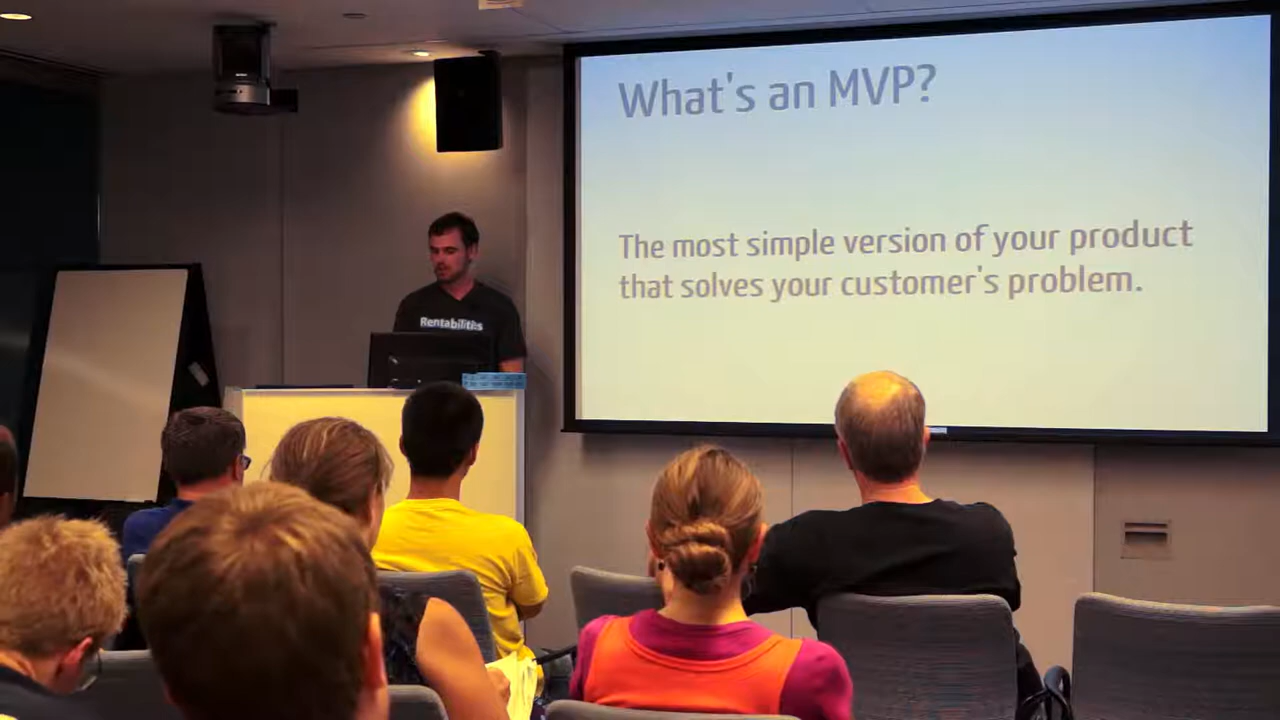 What's an MVP?
The most simple version of your product
that solves your customer's problem.
Rentabilities